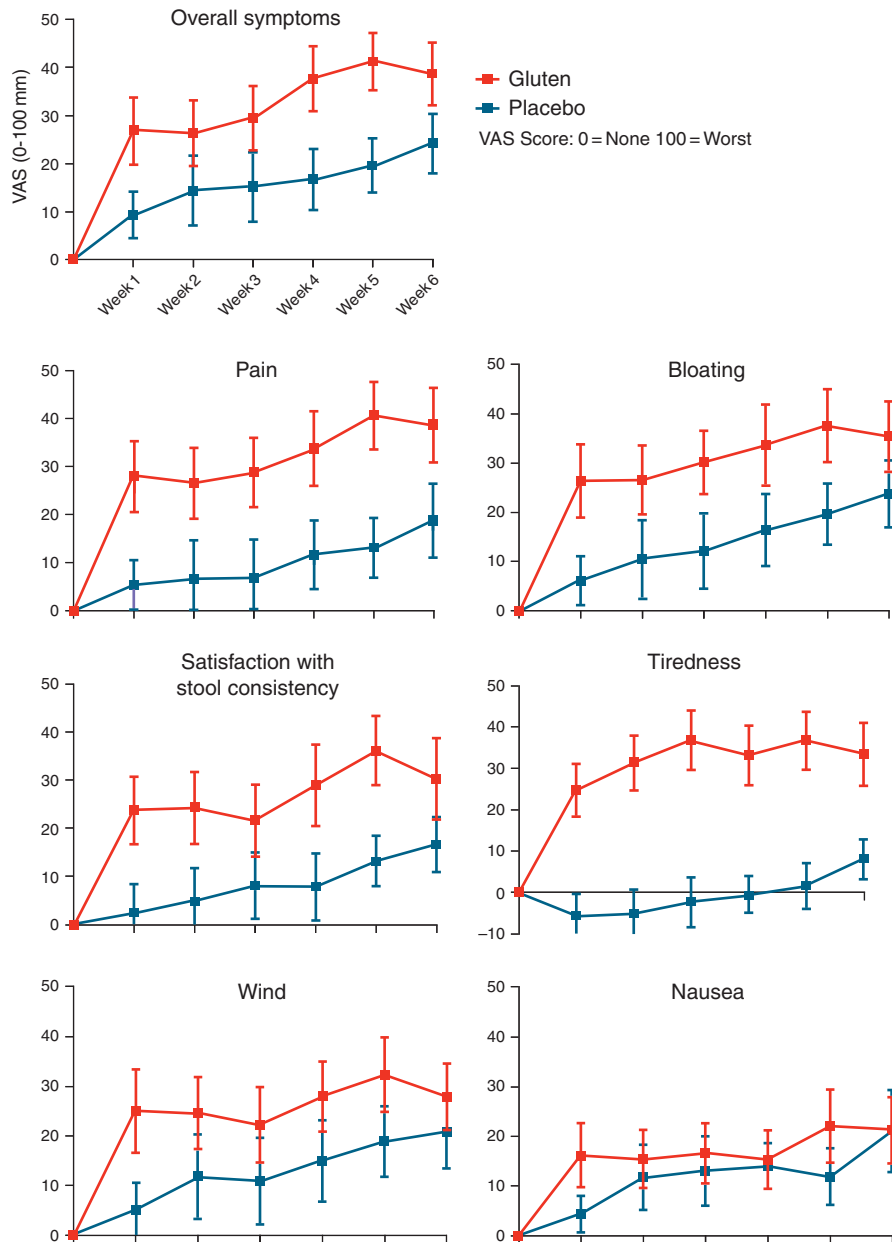 Overall symptoms
50
40
30
20
10
0
VAS (0-100 mm)
Week 1
Week 2
Week 3
Week 4
Week 5
Week 6
Gluten
Placebo
VAS Score: 0 = None 100 = Worst
Pain
50
40
30
20
10
0
Bloating
50
40
30
20
10
0
Satisfaction with
stool consistency
50
40
30
20
10
0
Tiredness
50
40
30
20
10
0
–10
Wind
50
40
30
20
10
0
Nausea
50
40
30
20
10
0